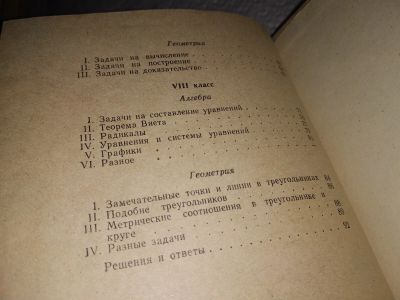 Геометрия
I. Задачи на вычисление
II. Задачи на построение
III. Задачи на доказательство
VIII класс
Алгебра
I. Задачи на составление уравнений
II. Теорема Виета
III. Радикалы
IV. Уравнения и системы уравнений
V. Графики
VI. Разное
Геометрия
I. Замечательные точки и линии в треугольниках
II. Подобие треугольников
III. Метрические соотношения в треугольнике и
круге
IV. Разные задачи
Решения и ответы